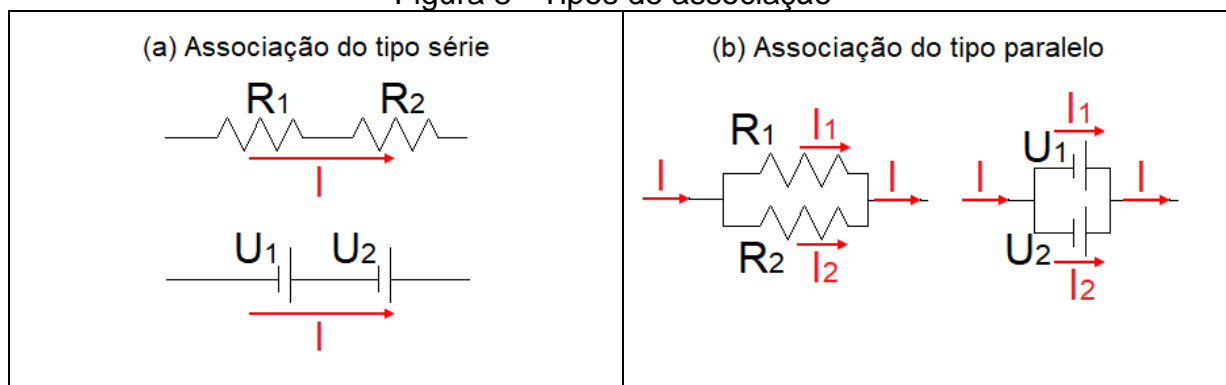 (a) Associação do tipo série
R1 R2
I
U1 U2
I
(b) Associação do tipo paralelo
R1 I1
I I
R2 I2
I1
U1
I I
U2
I2